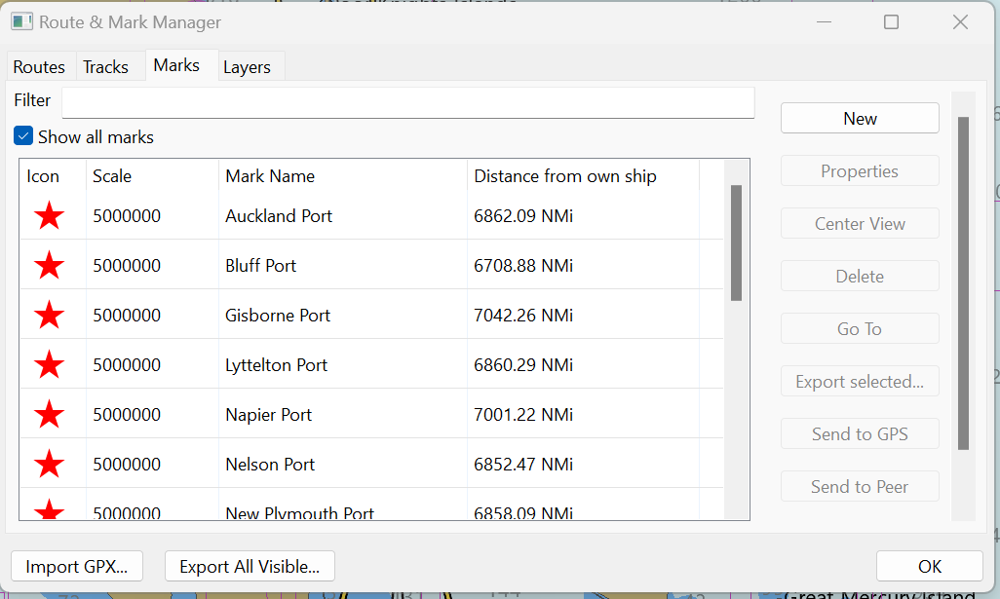 Route & Mark Manager
Routes Tracks Marks Layers
Filter
Show all marks
Icon Scale Mark Name Distance from own ship
5000000 Auckland Port 6862.09 NMi
5000000 Bluff Port 6708.88 NMi
5000000 Gisborne Port 7042.26 NMi
5000000 Lyttelton Port 6860.29 NMi
5000000 Napier Port 7001.22 NMi
5000000 Nelson Port 6852.47 NMi
5000000 New Plymouth Port 6858.09 NMi
New
Properties
Center View
Delete
Go To
Export selected...
Send to GPS
Send to Peer
Import GPX... Export All Visible... OK
Great Mercury Island